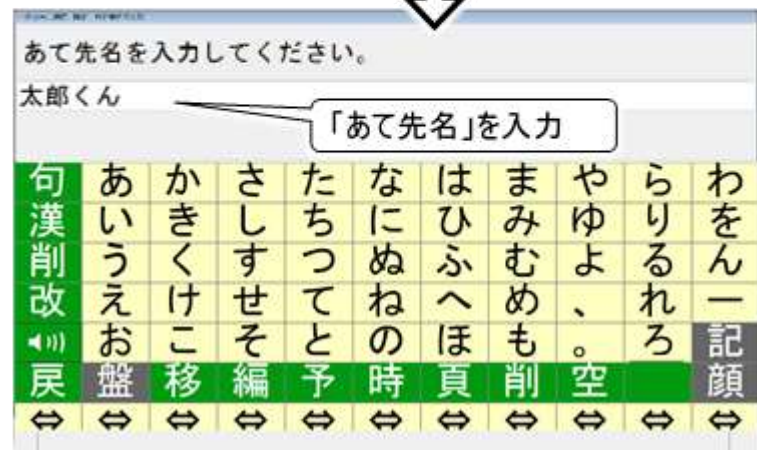 あて先名を入力してください。
太郎くん
「あて先名」を入力
句 あ か さ た な は ま や ら わ
漢 い き し ち に ひ み ゆ り を
削 う く す つ ぬ ふ む よ る ん
改 え け せ て ね へ め 、 れ ー
お こ そ と の ほ も 。 ろ 記
戻 盤 移 編 予 時 頁 削 空 顔
⇔ ⇔ ⇔ ⇔ ⇔ ⇔ ⇔ ⇔ ⇔ ⇔ ⇔